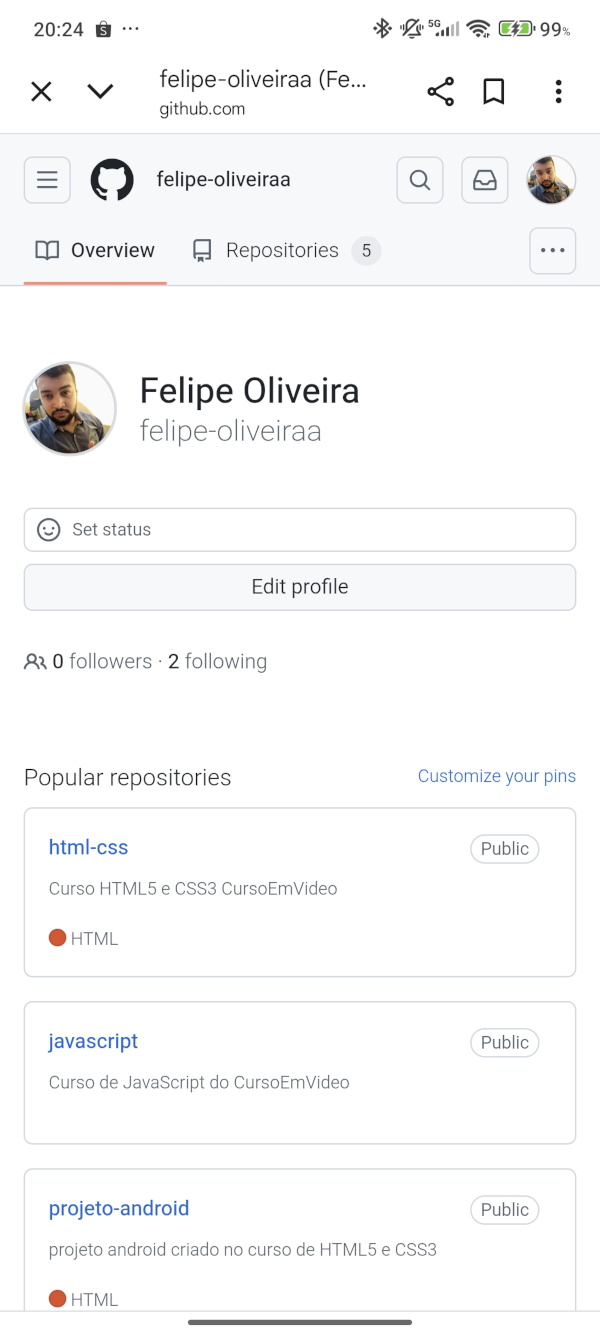 20:24
5G
99%
felipe-oliveiraa (Fe...
github.com
felipe-oliveiraa
Overview
Repositories 5
Felipe Oliveira
felipe-oliveiraa
Set status
Edit profile
0 followers · 2 following
Popular repositories
Customize your pins
html-css
Public
Curso HTML5 e CSS3 CursoEmVideo
HTML
javascript
Public
Curso de JavaScript do CursoEmVideo
projeto-android
Public
projeto android criado no curso de HTML5 e CSS3
HTML